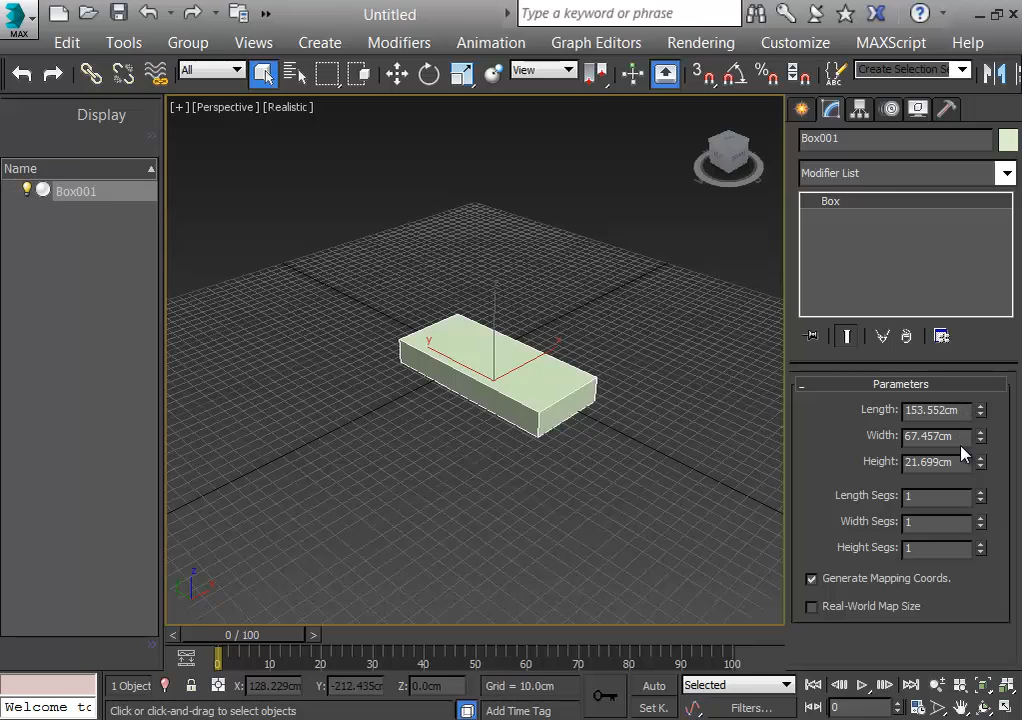 MAX
Untitled
Type a keyword or phrase
Edit Tools Group Views Create Modifiers Animation Graph Editors Rendering Customize MAXScript Help
All
View
3
%
ABC
Create Selection Se
Display
[+] [Perspective] [Realistic]
Name
Box001
Box001
Modifier List
Box
y
z
x
Parameters
Length: 153.552cm
Width: 67.457cm
Height: 21.699cm
Length Segs: 1
Width Segs: 1
Height Segs: 1
Generate Mapping Coords.
Real-World Map Size
0 / 100
0 10 20 30 40 50 60 70 80 90 100
1 Object X: 128.229cm Y: -212.435cm Z: 0.0cm Grid = 10.0cm Auto Selected
Welcome to Click or click-and-drag to select objects Add Time Tag Set K. Filters... 0